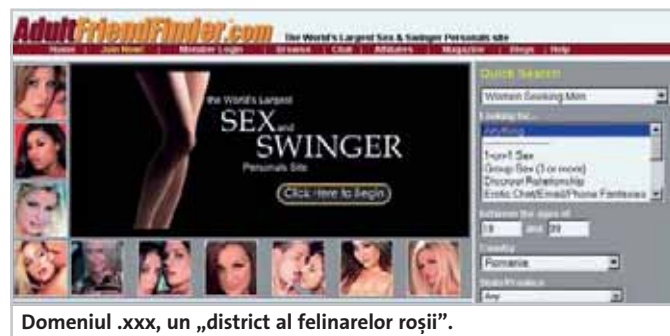 AdultFriendFinder.com The World's Largest Sex & Swinger Personals site
Home | Join Now! | Member Login | Browse | Chat | Affiliates | Magazine | Blogs | Help
the World's Largest
SEX and
SWINGER
Personals Site
Click Here to Begin
Quick Search
Women Seeking Men
Looking for...
Anything
1-on-1 Sex
Group Sex (3 or more)
Discreet Relationship
Erotic Chat/Email/Phone Fantasies
between the ages of
18 and 99
Country
Romania
State/Province
Any
Domeniul .xxx, un „district al felinarelor roșii”.